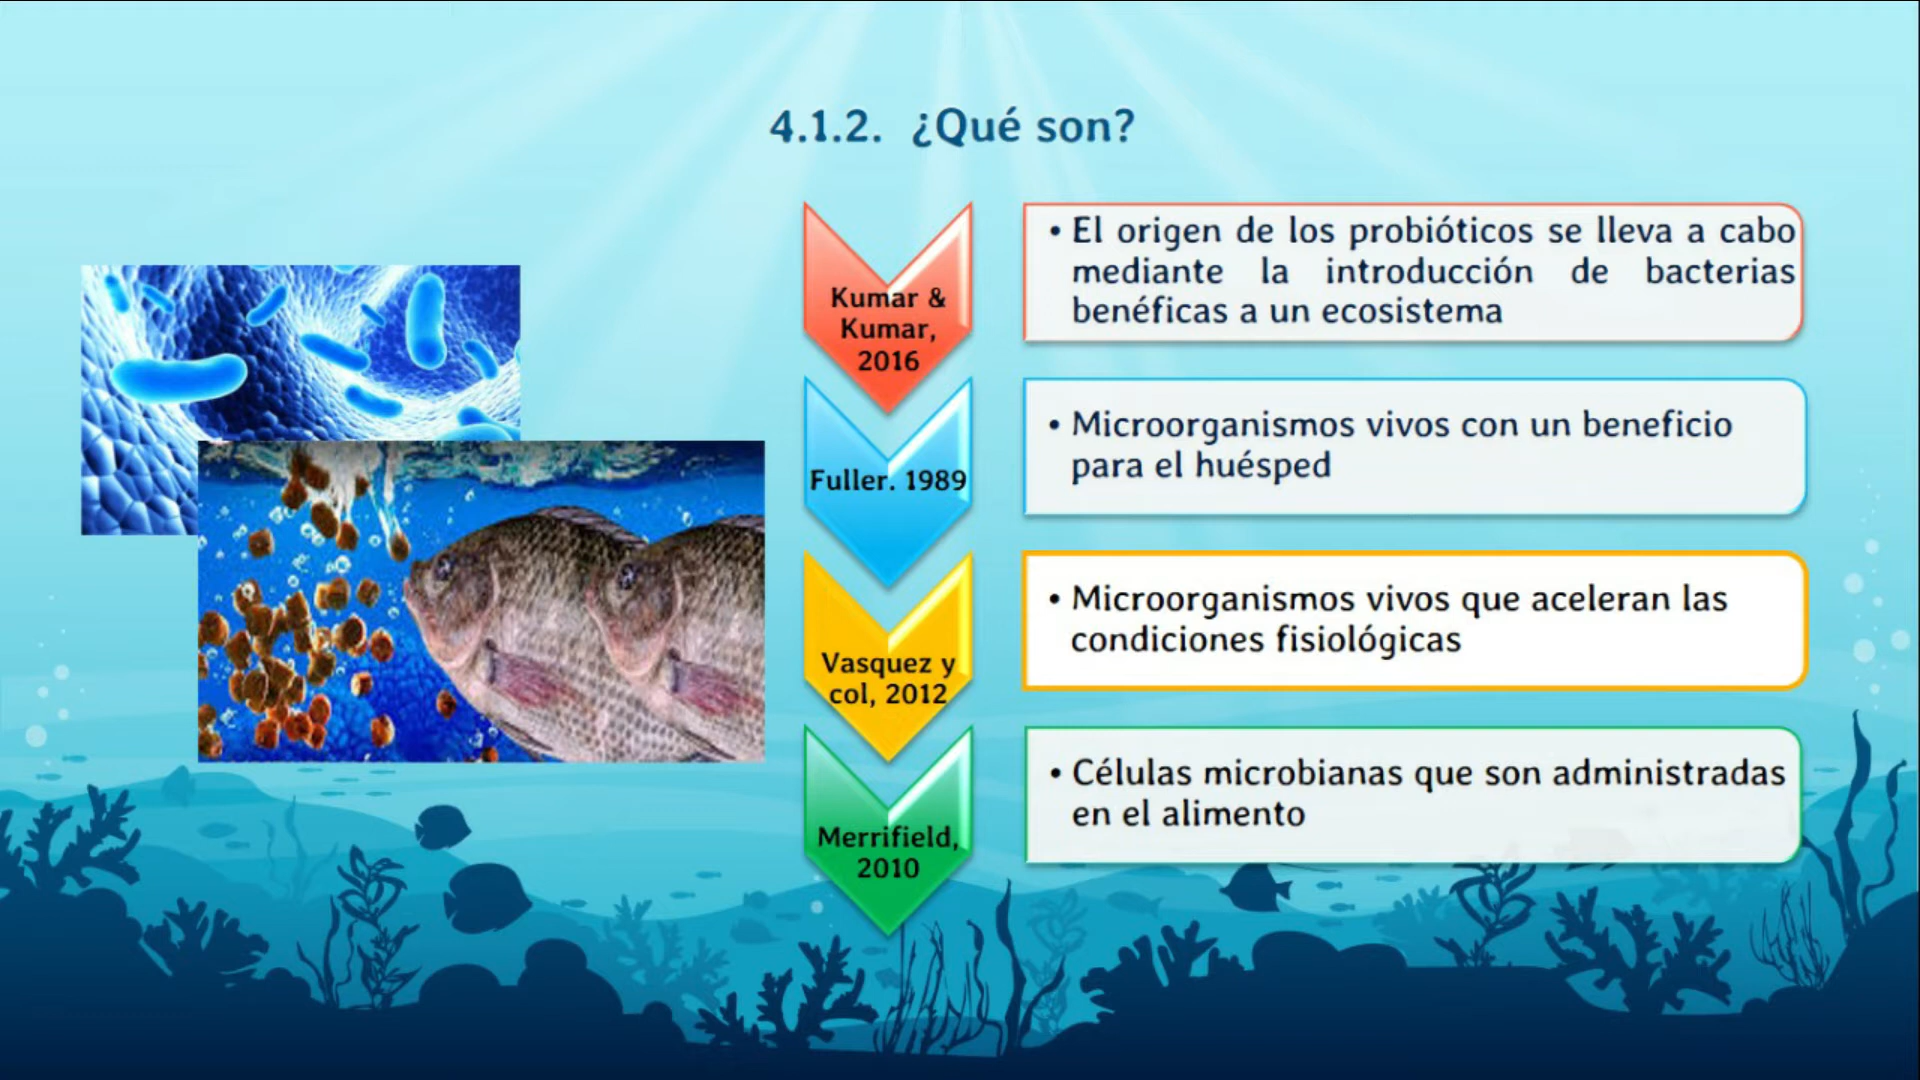 4.1.2. ¿Qué son?
Kumar &
Kumar,
2016
• El origen de los probióticos se lleva a cabo
mediante la introducción de bacterias
benéficas a un ecosistema
Fuller. 1989
• Microorganismos vivos con un beneficio
para el huésped
Vasquez y
col, 2012
• Microorganismos vivos que aceleran las
condiciones fisiológicas
Merrifield,
2010
• Células microbianas que son administradas
en el alimento